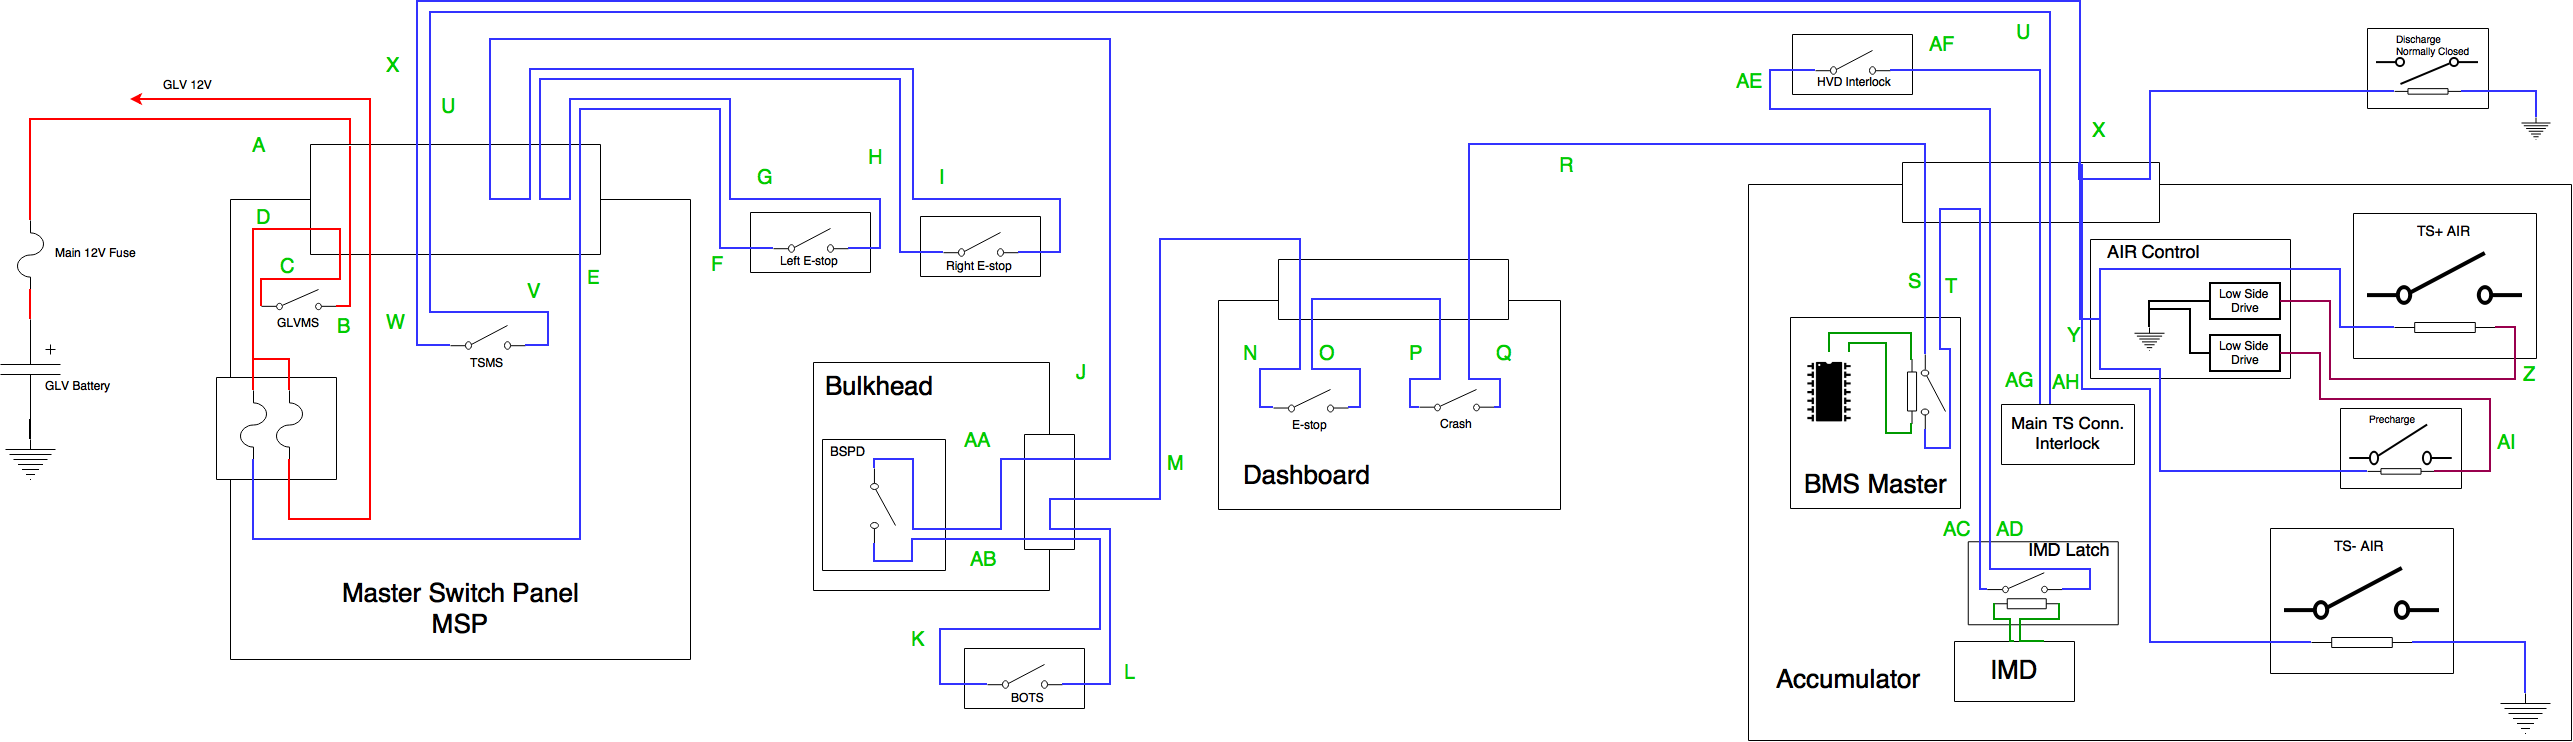 GLV 12V
A
Main 12V Fuse
+
GLV Battery
D
C
GLVMS
B
X
U
W
V
TSMS
E
Master Switch Panel
MSP
F
G
Left E-stop
H
I
Right E-stop
J
Bulkhead
BSPD
AA
AB
K
BOTS
L
M
Dashboard
N
O
E-stop
P
Q
Crash
R
AE
HVD Interlock
AF
U
X
Discharge
Normally Closed
S
T
BMS Master
AC
AD
IMD Latch
IMD
Accumulator
AG
AH
Main TS Conn.
Interlock
Y
AIR Control
Low Side
Drive
Low Side
Drive
TS+ AIR
Z
Precharge
AI
TS- AIR